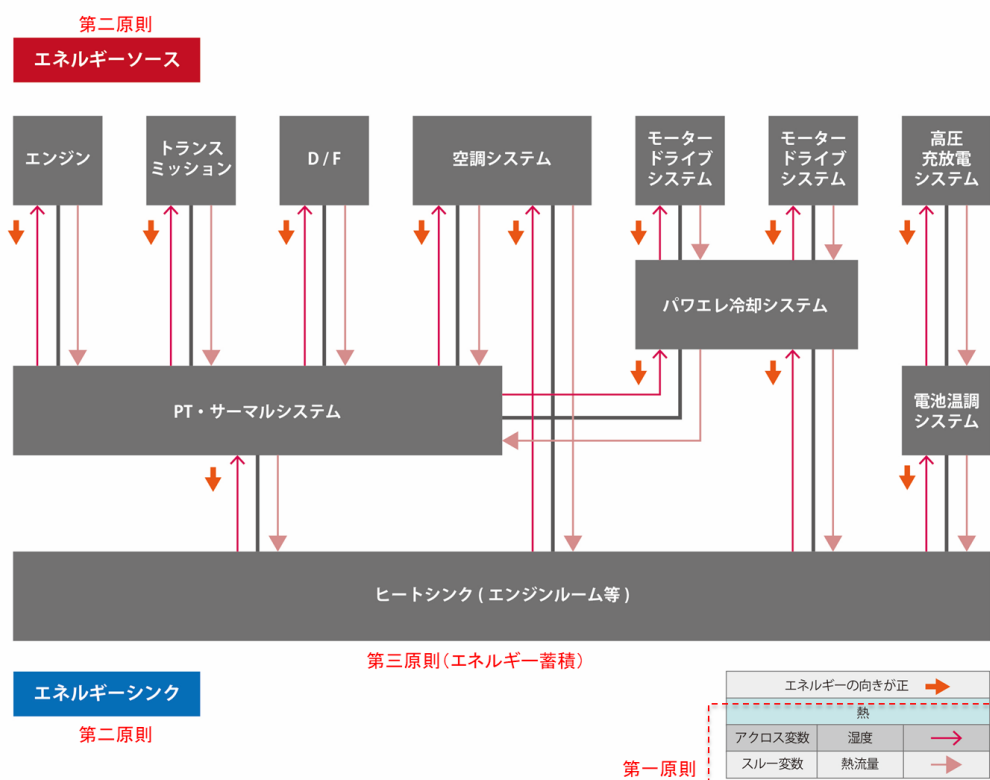 第二原則
エネルギーソース
エンジン
トランス
ミッション
D / F
空調システム
モーター
ドライブ
システム
モーター
ドライブ
システム
高圧
充放電
システム
パワエレ冷却システム
PT・サーマルシステム
電池温調
システム
ヒートシンク ( エンジンルーム等 )
第三原則(エネルギー蓄積)
エネルギーシンク
第二原則
エネルギーの向きが正
熱
アクロス変数 湿度
スルー変数 熱流量
第一原則